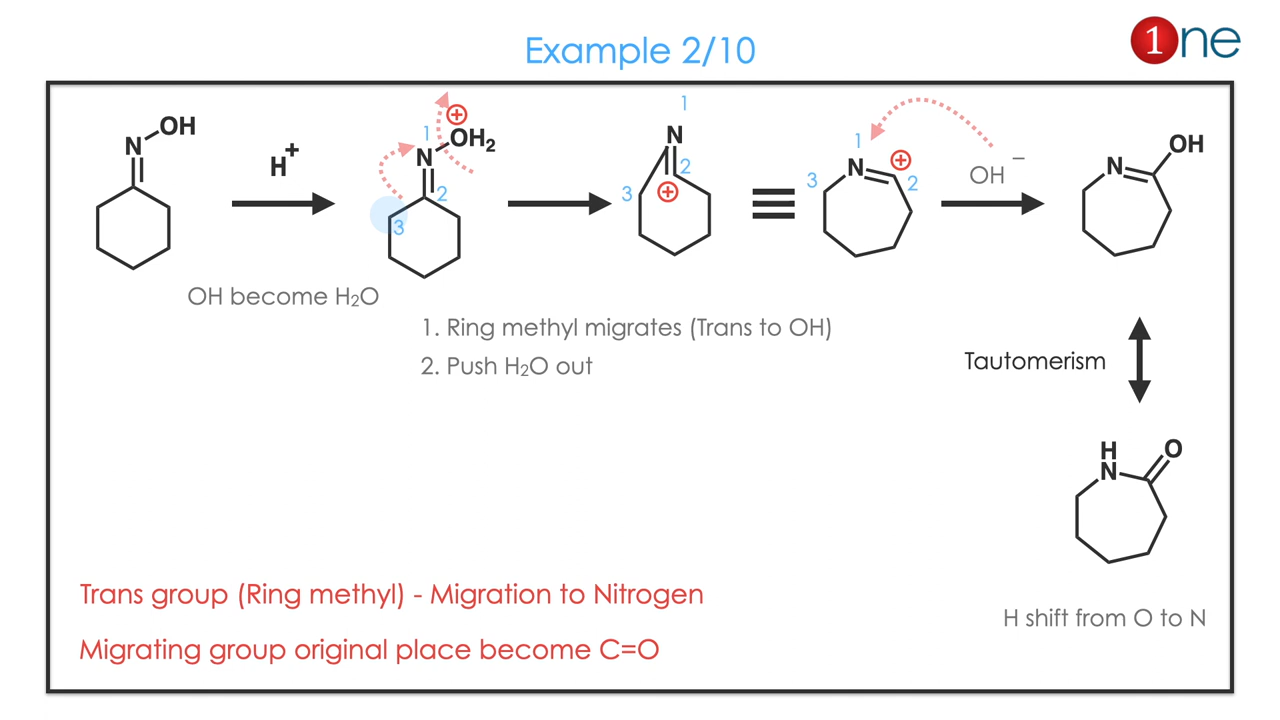 Example 2/10
1ne
N OH
H+
1
N OH2
⊕
2
3
1
N
2
3
⊕
≡
1
N
⊕
3
2
OH −
N OH
OH become H2O
1. Ring methyl migrates (Trans to OH)
2. Push H2O out
Tautomerism
H
N O
Trans group (Ring methyl) - Migration to Nitrogen
H shift from O to N
Migrating group original place become C=O